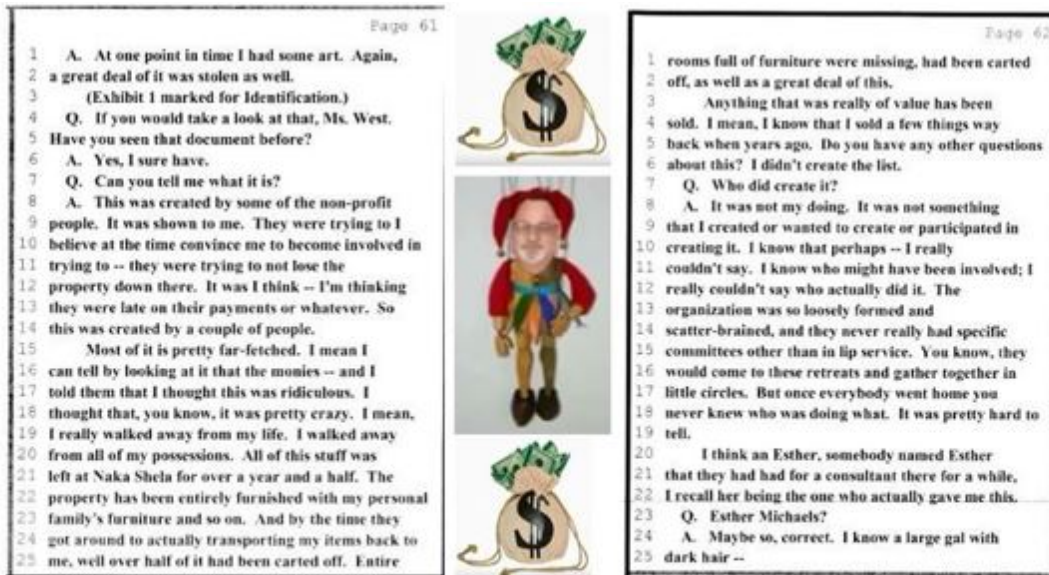 Page 61
1 A. At one point in time I had some art. Again,
2 a great deal of it was stolen as well.
3 (Exhibit 1 marked for Identification.)
4 Q. If you would take a look at that, Ms. West.
5 Have you seen that document before?
6 A. Yes, I sure have.
7 Q. Can you tell me what it is?
8 A. This was created by some of the non-profit
9 people. It was shown to me. They were trying to I
10 believe at the time convince me to become involved in
11 trying to -- they were trying to not lose the
12 property down there. It was I think -- I'm thinking
13 they were late on their payments or whatever. So
14 this was created by a couple of people.
15 Most of it is pretty far-fetched. I mean I
16 can tell by looking at it that the monies -- and I
17 told them that I thought this was ridiculous. I
18 thought that, you know, it was pretty crazy. I mean,
19 I really walked away from my life. I walked away
20 from all of my possessions. All of this stuff was
21 left at Naka Shela for over a year and a half. The
22 property has been entirely furnished with my personal
23 family's furniture and so on. And by the time they
24 got around to actually transporting my items back to
25 me, well over half of it had been carted off. Entire
$
$
Page 62
1 rooms full of furniture were missing, had been carted
2 off, as well as a great deal of this.
3 Anything that was really of value has been
4 sold. I mean, I know that I sold a few things way
5 back when years ago. Do you have any other questions
6 about this? I didn't create the list.
7 Q. Who did create it?
8 A. It was not my doing. It was not something
9 that I created or wanted to create or participated in
10 creating it. I know that perhaps -- I really
11 couldn't say. I know who might have been involved; I
12 really couldn't say who actually did it. The
13 organization was so loosely formed and
14 scatter-brained, and they never really had specific
15 committees other than in lip service. You know, they
16 would come to these retreats and gather together in
17 little circles. But once everybody went home you
18 never knew who was doing what. It was pretty hard to
19 tell.
20 I think an Esther, somebody named Esther
21 that they had had for a consultant there for a while,
22 I recall her being the one who actually gave me this.
23 Q. Esther Michaels?
24 A. Maybe so, correct. I know a large gal with
25 dark hair --